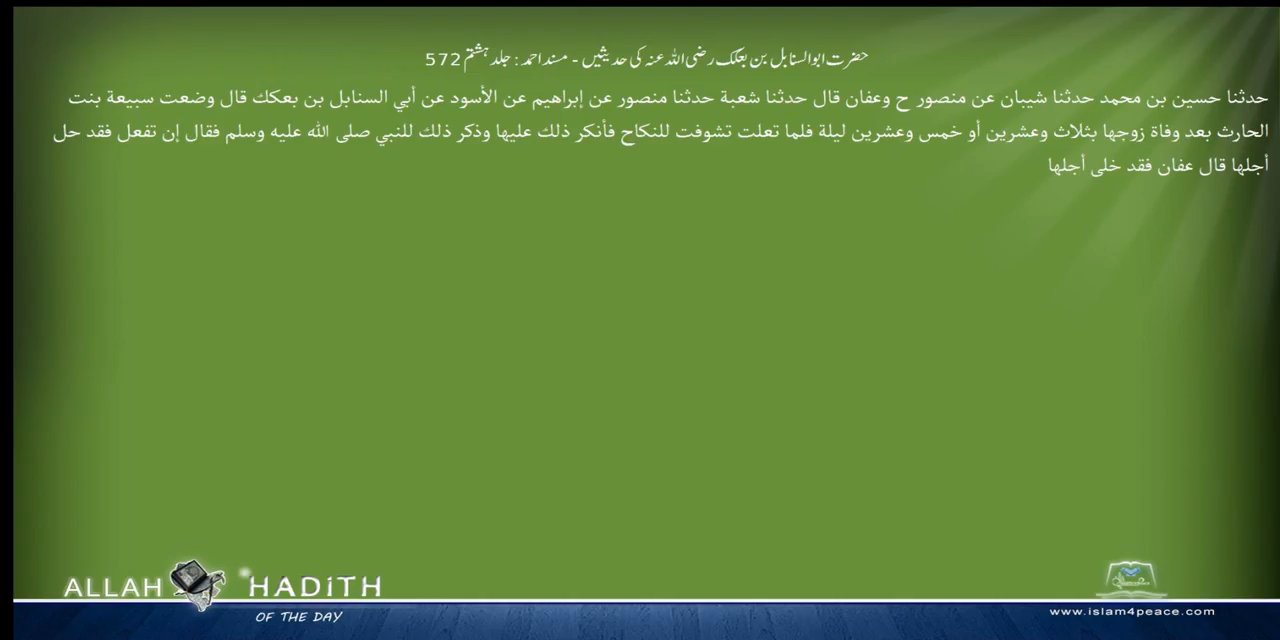 حضرت ابوالسنابل بن بعکک رضی اللہ عنہ کی حدیثیں - مسند احمد: جلد ہشتم 572
حدثنا حسين بن محمد حدثنا شيبان عن منصور ح وعفان قال حدثنا شعبة حدثنا منصور عن إبراهيم عن الأسود عن أبي السنابل بن بعكك قال وضعت سبيعة بنت
الحارث بعد وفاة زوجها بثلاث وعشرين أو خمس وعشرين ليلة فلما تعلت تشوفت للنكاح فأنكر ذلك عليها وذكر ذلك للنبي صلى الله عليه وسلم فقال إن تفعل فقد حل
أجلها قال عفان فقد خلى أجلها
ALLAH HADITH
OF THE DAY
www.islam4peace.com